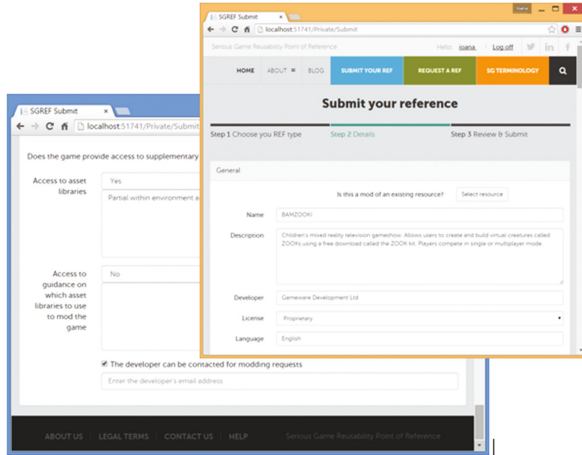 SGREF Submit
localhost:51741/Private/Submit
Serious Game Reusability Point of Reference
Hello, ioana
Log off
HOME
ABOUT
BLOG
SUBMIT YOUR REF
REQUEST A REF
SG TERMINOLOGY
Submit your reference
Step 1 Choose you REF type
Step 2 Details
Step 3 Review & Submit
General
Is this a mod of an existing resource?
Select resource
Name
BAMZOOKi
Description
Children's mixed reality television gameshow. Allows users to create and build virtual creatures called
ZOOKs using a free download called the ZOOK kit. Players compete in single or multiplayer mode.
Developer
Gameware Development Ltd
License
Proprietary
Language
English
SGREF Submit
localhost:51741/Private/Submit
Does the game provide access to supplementary
Access to asset
libraries
Yes
Partial within environment
Access to
guidance on
which asset
libraries to use
to mod the
game
No
The developer can be contacted for modding requests
Enter the developer's email address
ABOUT US
LEGAL TERMS
CONTACT US
HELP
Serious Game Reusability Point of Reference